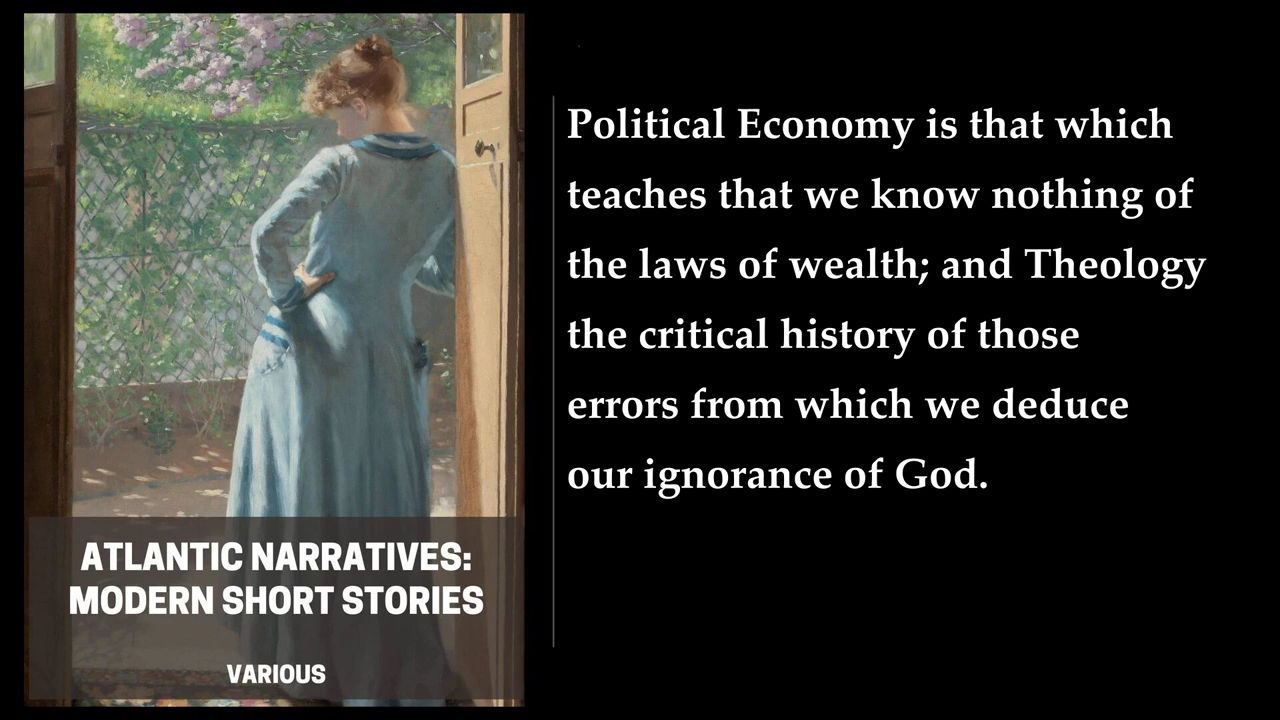 ATLANTIC NARRATIVES:
MODERN SHORT STORIES
VARIOUS
Political Economy is that which
teaches that we know nothing of
the laws of wealth; and Theology
the critical history of those
errors from which we deduce
our ignorance of God.